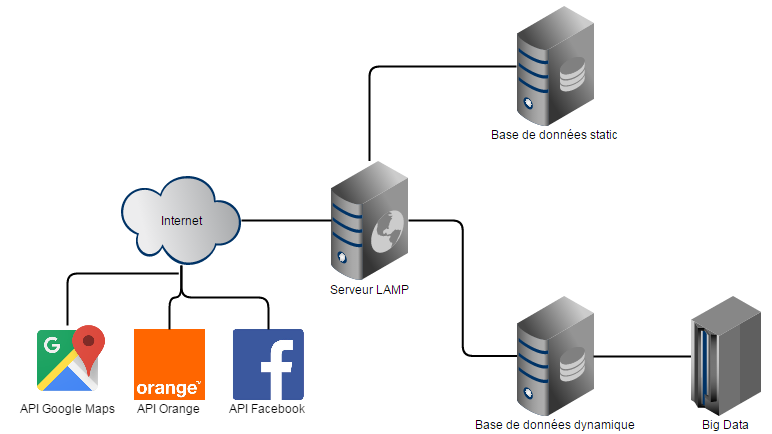 Base de données static
Internet
Serveur LAMP
G
orange™
f
API Google Maps
API Orange
API Facebook
Base de données dynamique
Big Data